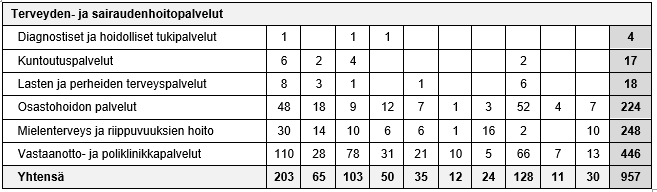 Terveyden- ja sairaudenhoitopalvelut
Diagnostiset ja hoidolliset tukipalvelut 1 1 1 4
Kuntoutuspalvelut 6 2 4 2 17
Lasten ja perheiden terveyspalvelut 8 3 1 1 6 18
Osastohoidon palvelut 48 18 9 12 7 1 3 52 4 7 224
Mielenterveys ja riippuvuuksien hoito 30 14 10 6 6 1 16 2 10 248
Vastaanotto- ja poliklinikkapalvelut 110 28 78 31 21 10 5 66 7 13 446
Yhtensä 203 65 103 50 35 12 24 128 11 30 957